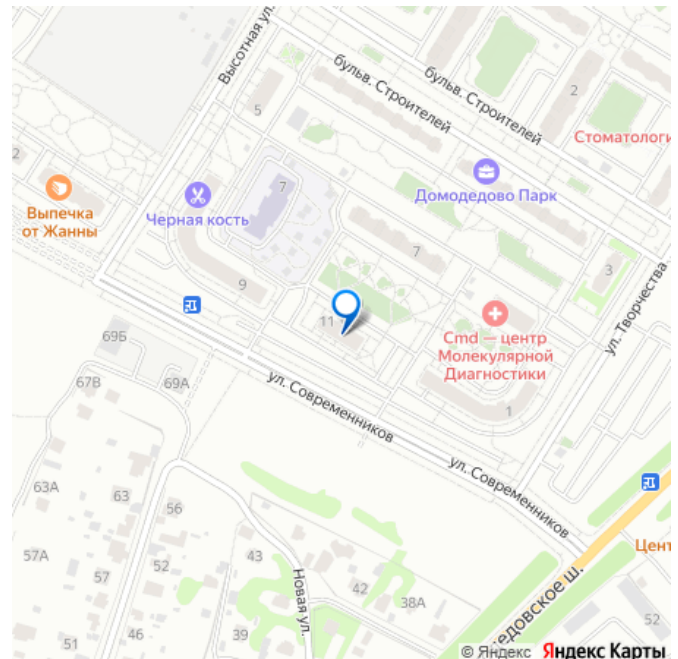 Высотная ул.
бульв. Строителей
бульв. Строителей
2
5
Стоматологи
2
Выпечка
от Жанны
Черная кость
7
Домодедово Парк
7
3
ул. Творчества
9
11
Cmd — центр
Молекулярной
Диагностики
69Б
67В
69А
ул. Современников
1
ул. Современников
63А
63
56
57А
57
52
43
42
38А
Новая ул.
51
46
39
Цент
едовское ш.
52
© Яндекс Яндекс Карты